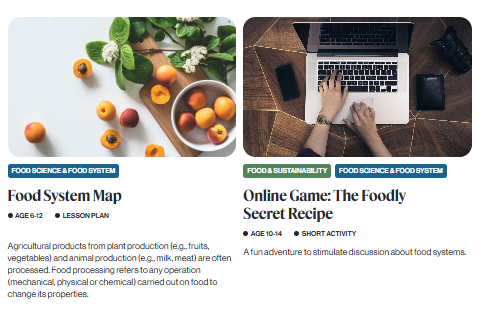 FOOD SCIENCE & FOOD SYSTEM
Food System Map
AGE 6-12 LESSON PLAN
Agricultural products from plant production (e.g., fruits,
vegetables) and animal production (e.g., milk, meat) are often
processed. Food processing refers to any operation
(mechanical, physical or chemical) carried out on food to
change its properties.
FOOD & SUSTAINABILITY FOOD SCIENCE & FOOD SYSTEM
Online Game: The Foodly
Secret Recipe
AGE 10-14 SHORT ACTIVITY
A fun adventure to stimulate discussion about food systems.